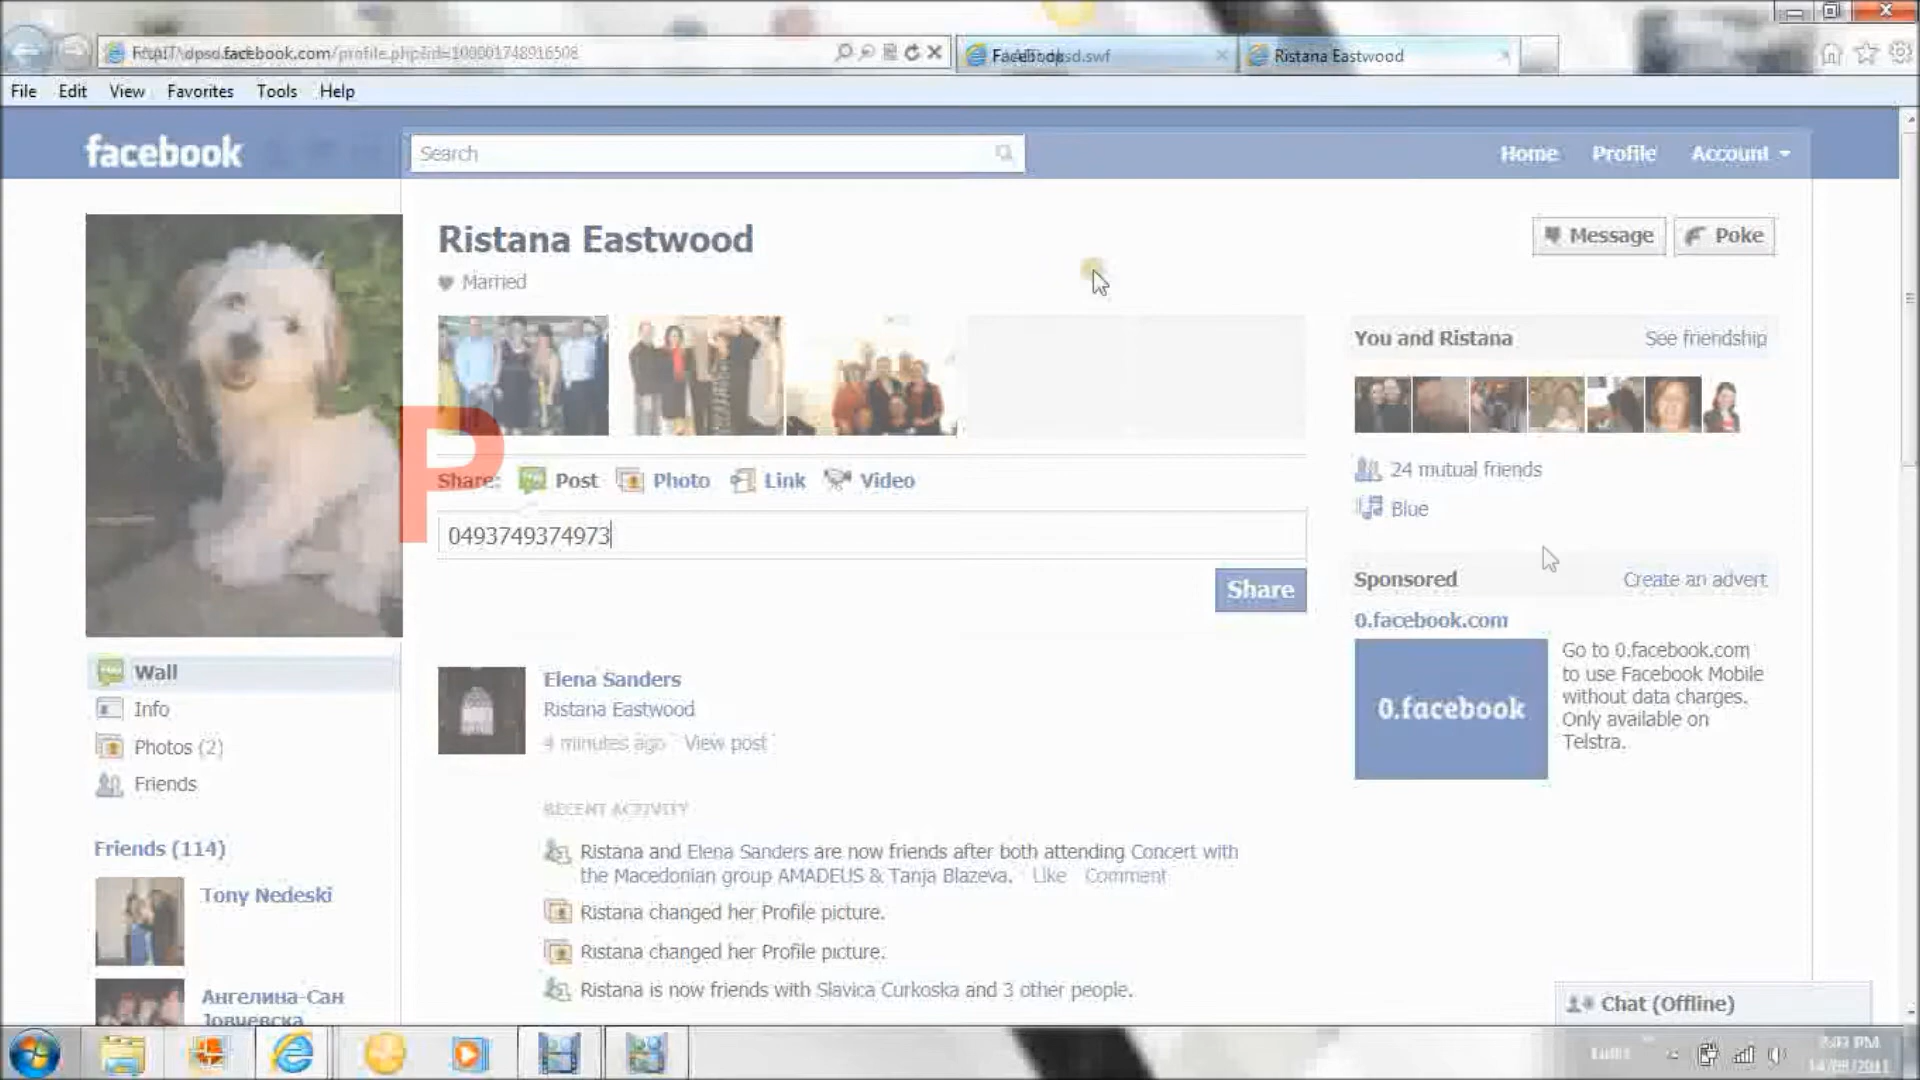 facebook.com/profile.php?id=100001748916508
Ristana Eastwood
File Edit View Favorites Tools Help
facebook
Search
Home Profile Account
Ristana Eastwood
Married
Message
Poke
You and Ristana
See friendship
P
Share: Post Photo Link Video
24 mutual friends
Blue
0493749374973
Share
Sponsored
Create an advert
0.facebook.com
0.facebook
Go to 0.facebook.com
to use Facebook Mobile
without data charges.
Only available on
Telstra.
Wall
Info
Photos (2)
Friends
Elena Sanders
Ristana Eastwood
4 minutes ago View post
RECENT ACTIVITY
Ristana and Elena Sanders are now friends after both attending Concert with
the Macedonian group AMADEUS & Tanja Blazeva. Like Comment
Ristana changed her Profile picture.
Ristana changed her Profile picture.
Ristana is now friends with Slavica Curkoska and 3 other people.
Friends (114)
Tony Nedeski
Ангелина-Сан
Јовчевска
Chat (Offline)